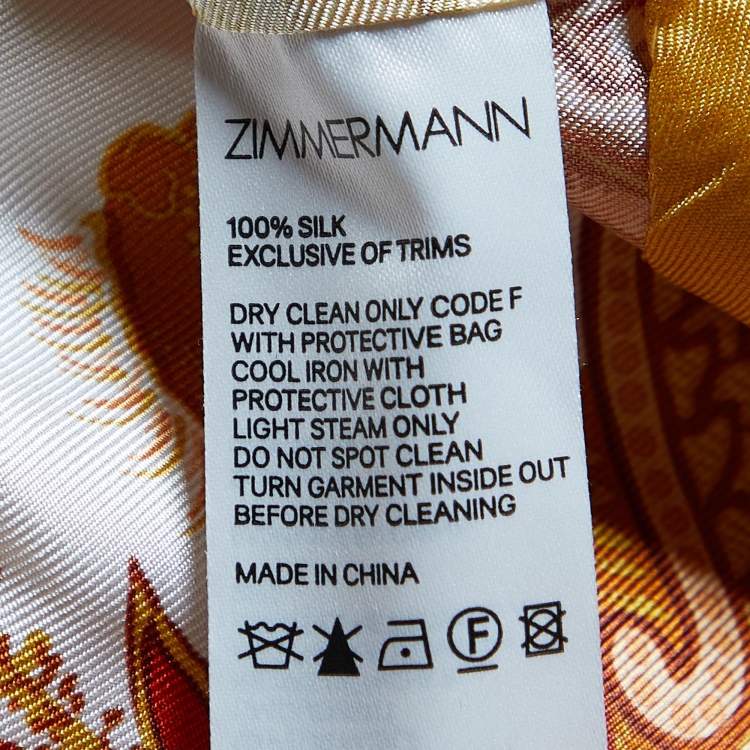 ZIMMERMANN
100% SILK
EXCLUSIVE OF TRIMS
DRY CLEAN ONLY CODE F
WITH PROTECTIVE BAG
COOL IRON WITH
PROTECTIVE CLOTH
LIGHT STEAM ONLY
DO NOT SPOT CLEAN
TURN GARMENT INSIDE OUT
BEFORE DRY CLEANING
MADE IN CHINA
F